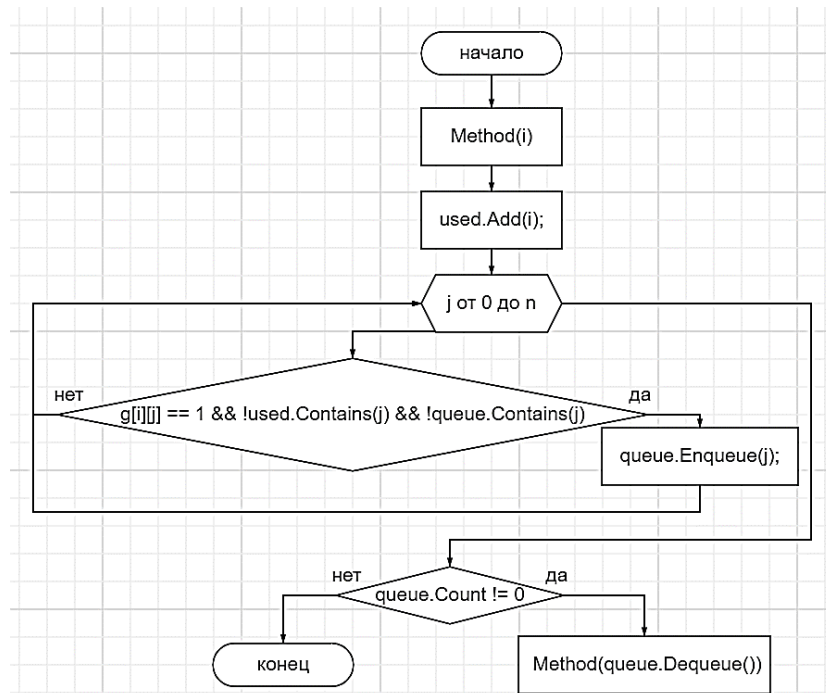 начало
Method(i)
used.Add(i);
j от 0 до n
нет
да
g[i][j] == 1 && !used.Contains(j) && !queue.Contains(j)
queue.Enqueue(j);
нет
да
queue.Count != 0
конец
Method(queue.Dequeue())